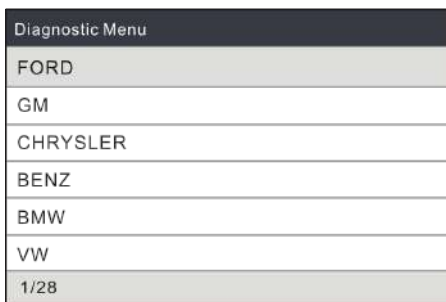 Diagnostic Menu
FORD
GM
CHRYSLER
BENZ
BMW
VW
1/28